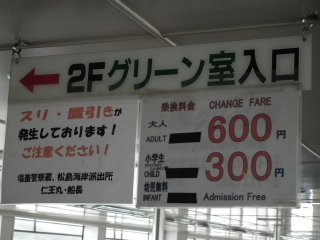 2Fグリーン室入口
スリ・置引きが
発生しております!
ご注意ください!
塩釜警察署、松島海岸派出所
仁王丸・船長
乗換料金 CHANGE FARE
大人
ADULT 600円
小学生
CHILD 300円
幼児無料
INFANT Admission Free